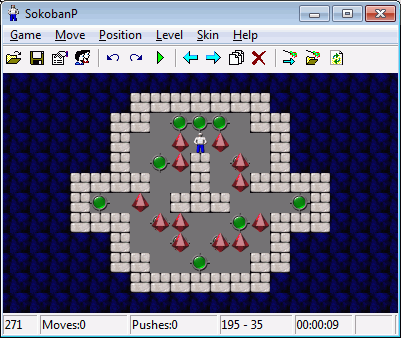 SokobanP
Game Move Position Level Skin Help
271 Moves:0 Pushes:0 195 - 35 00:00:09